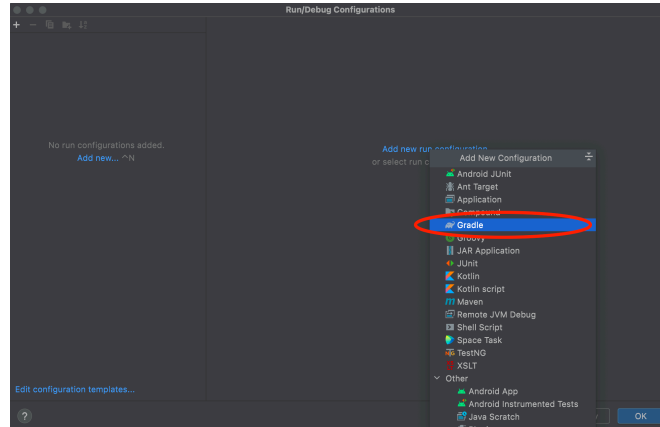 Run/Debug Configurations
No run configurations added.
Add new... ^N
Add new run configuration...
or select run c
Add New Configuration
Android JUnit
Ant Target
Application
Compound
Gradle
Groovy
JAR Application
JUnit
Kotlin
Kotlin script
Maven
Remote JVM Debug
Shell Script
Space Task
TestNG
XSLT
Other
Android App
Android Instrumented Tests
Java Scratch
Edit configuration templates...
?
OK